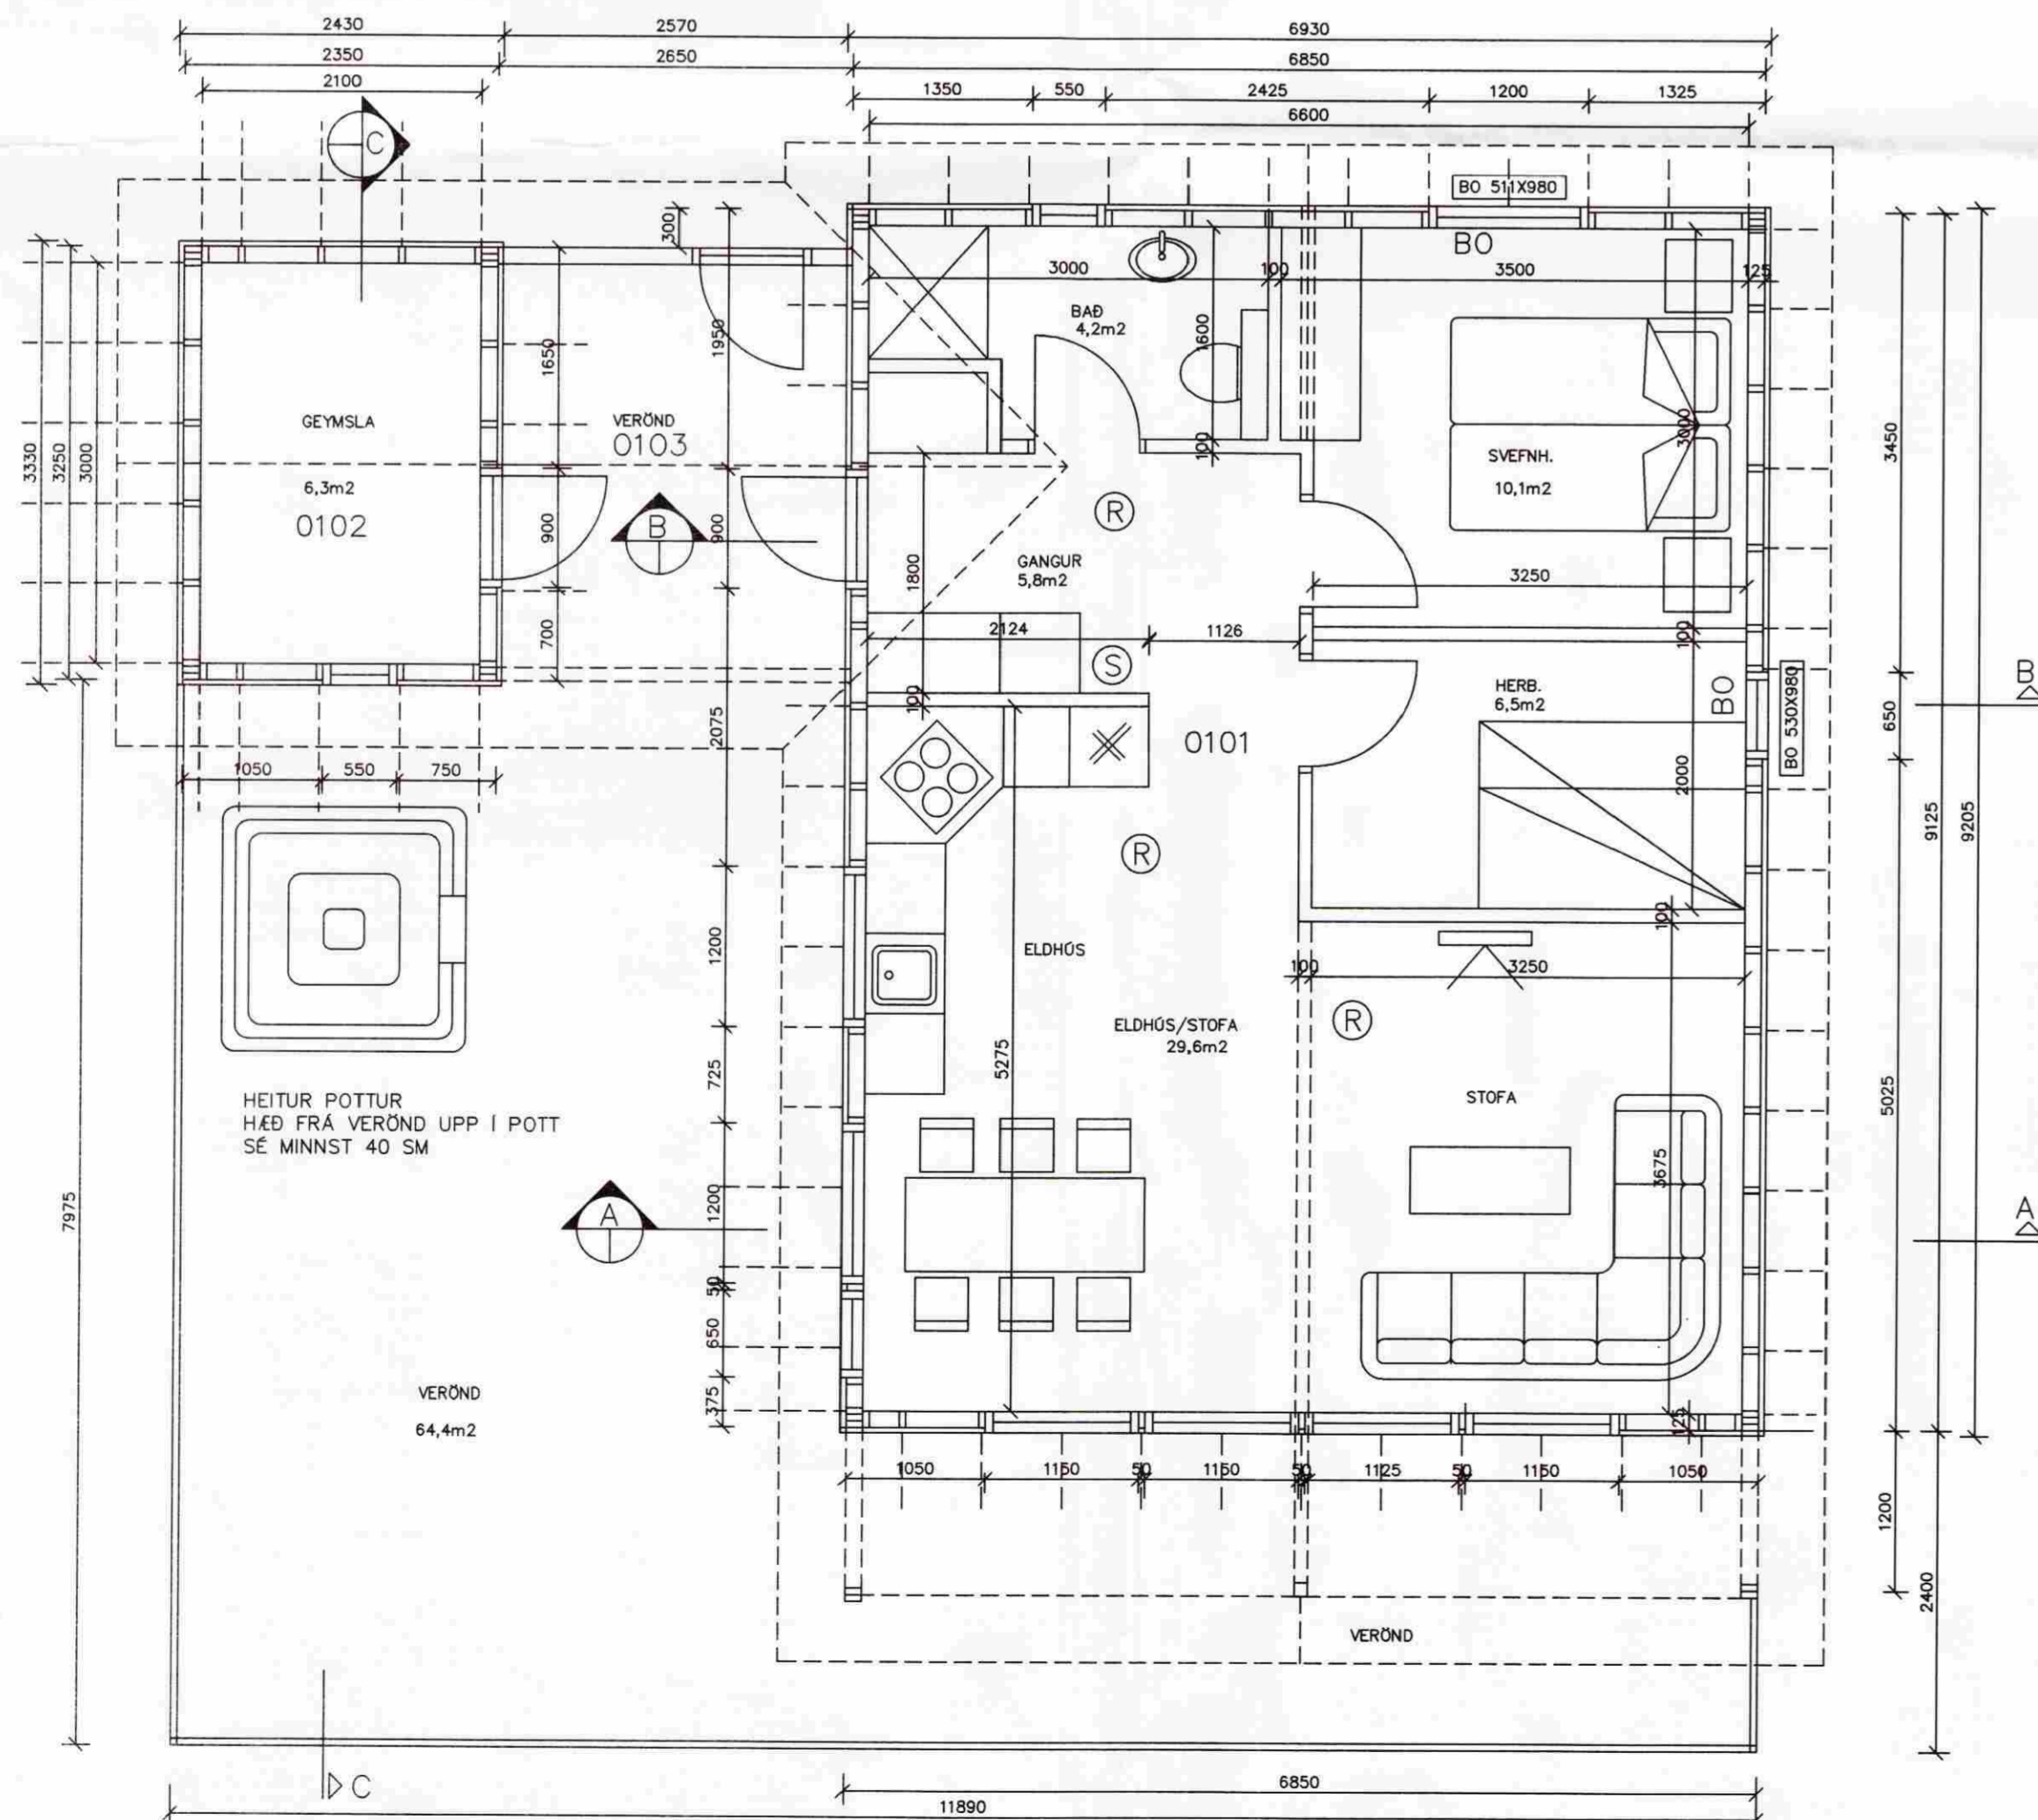 2430 2570 6930
2350 2650 6850
2100 1350 550 2425 1200 1325
6600
C
BO 511X980
BO
300
3000 100 3500 125
BAÐ
4,2m2
1600
1650
1950
3330
3250
3000
GEYMSLA
6,3m2
0102
VERÖND
0103
3000
SVEFNH.
10,1m2
3450
100
R
B
900
900
GANGUR
5,8m2
1800
3250
700
2124 1126
100
S
100
HERB.
6,5m2
BO
BO 530X980
650
B
2075
0101
1050 550 750
2000
9125
9205
R
1200
ELDHÚS
100
100 3250
ELDHÚS/STOFA
29,6m2
R
5275
725
HEITUR POTTUR
HÆÐ FRÁ VERÖND UPP Í POTT
SÉ MINNST 40 SM
STOFA
5025
3675
7975
A
1200
A
50
650
375
VERÖND
64,4m2
125
1050 1150 50 1150 50 1125 50 1150 1050
1200
2400
VERÖND
C
6850
11890